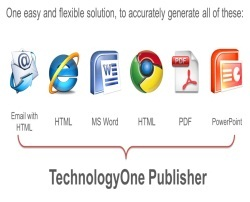 One easy and flexible solution, to accurately generate all of these:
Email with HTML
HTML
MS Word
HTML
PDF
PowerPoint
TechnologyOne Publisher